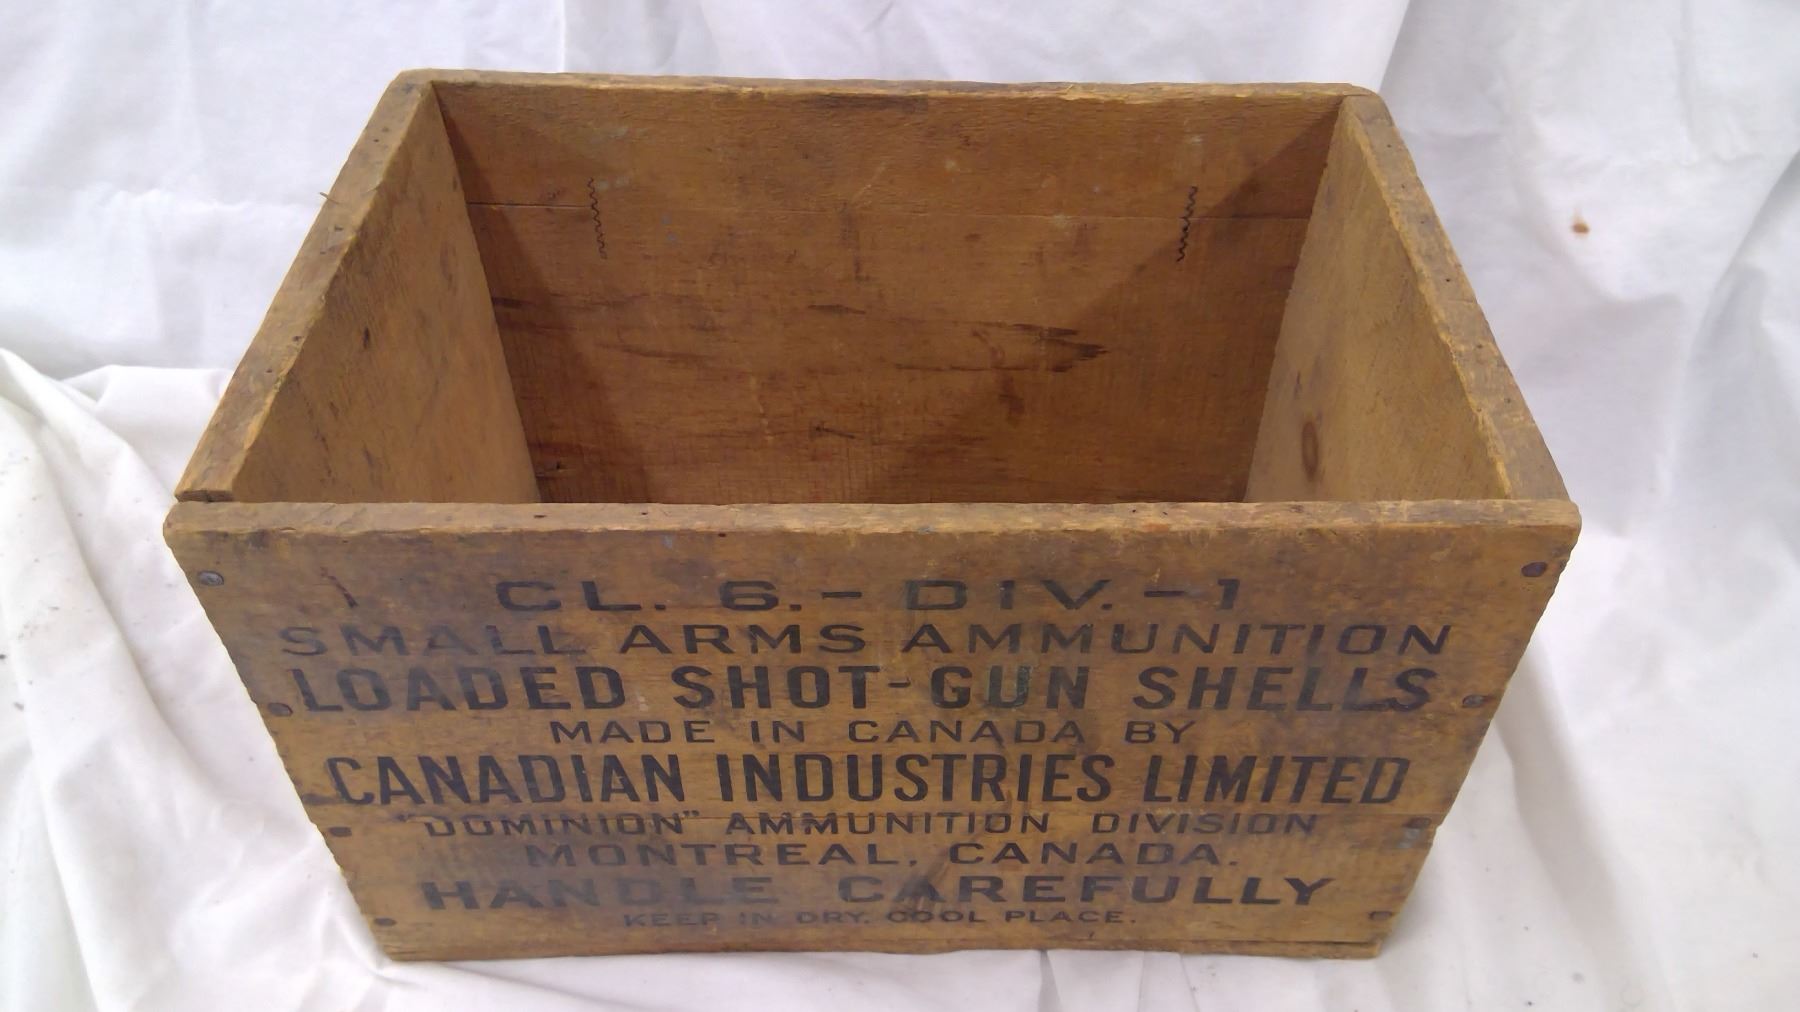 CL. 6.-DIV.-1
SMALL ARMS AMMUNITION
LOADED SHOT-GUN SHELLS
MADE IN CANADA BY
CANADIAN INDUSTRIES LIMITED
"DOMINION" AMMUNITION DIVISION
MONTREAL, CANADA.
HANDLE CAREFULLY
KEEP IN DRY, COOL PLACE.